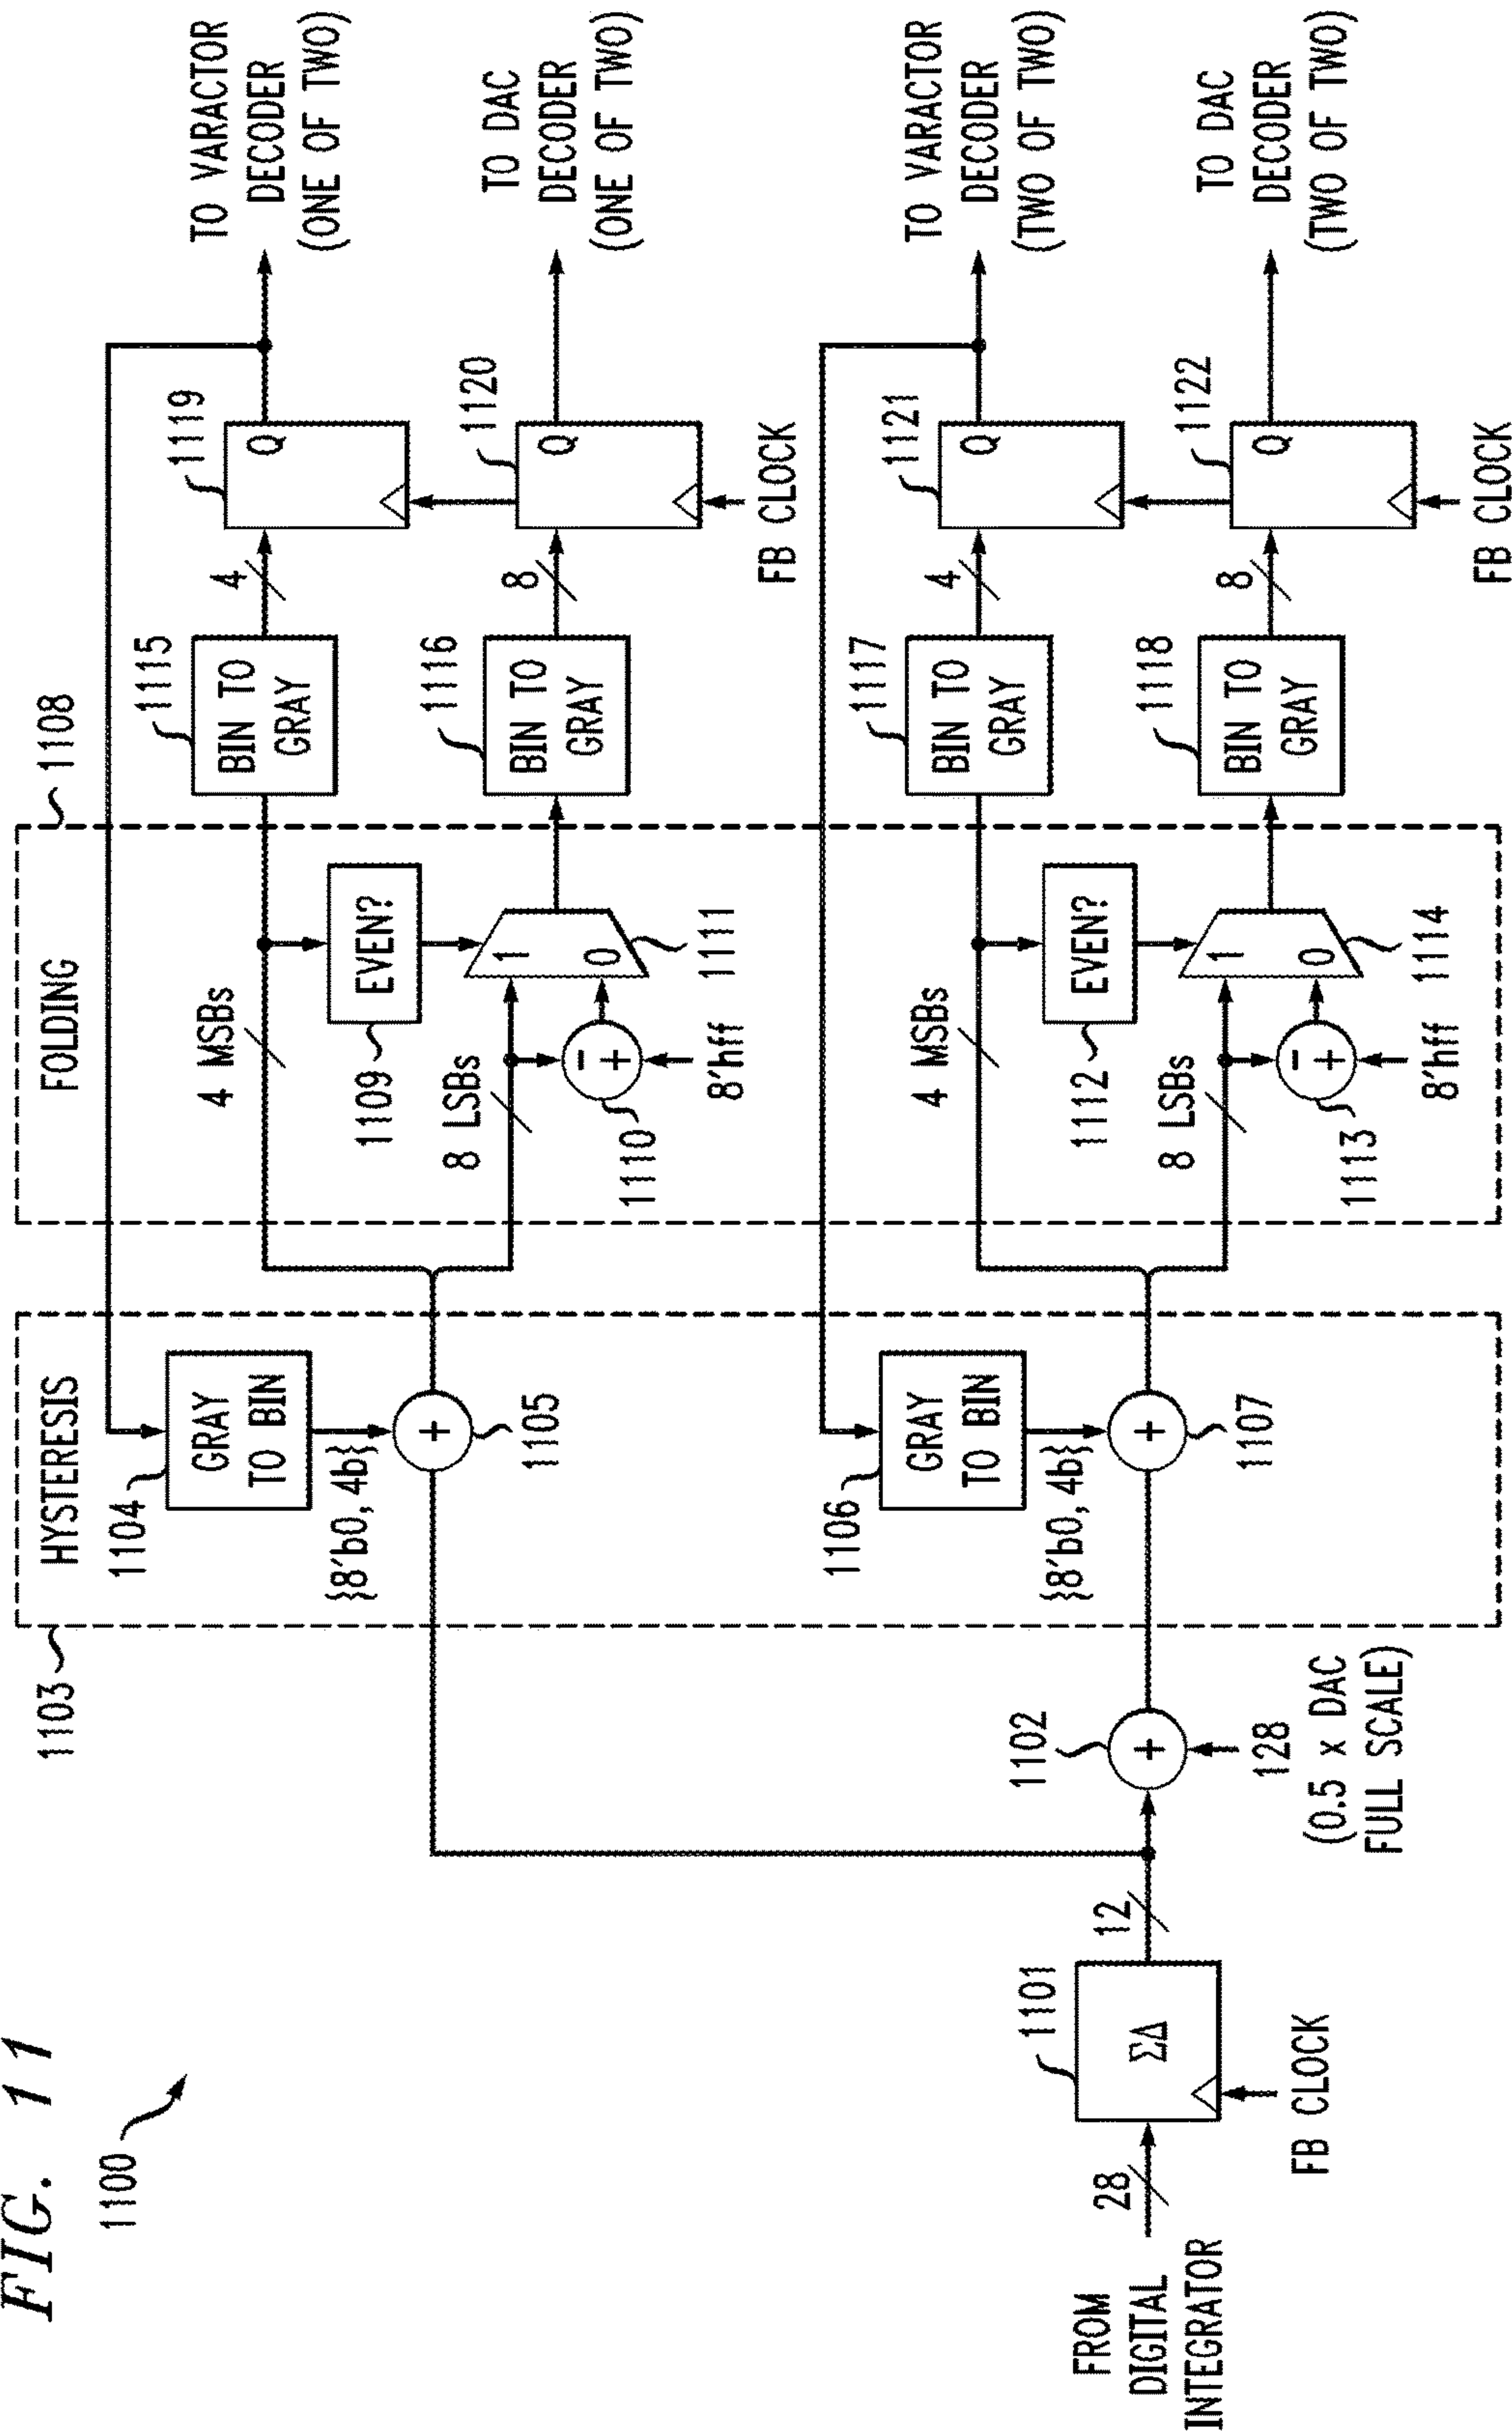 FIG. 11
1100
FROM
DIGITAL
INTEGRATOR
28
1101
ΣΔ
FB CLOCK
12
1102
+
128
(0.5 x DAC
FULL SCALE)
1103
HYSTERESIS
1104
GRAY
TO BIN
}8'b0, 4b}
+
1105
1106
GRAY
TO BIN
}8'b0, 4b}
+
1107
1108
FOLDING
4 MSBs
EVEN?
1109
8 LSBs
- +
1110
8'hff
1
0
1111
4 MSBs
EVEN?
1112
8 LSBs
- +
1113
8'hff
1
0
1114
1115
BIN TO
GRAY
4
1116
BIN TO
GRAY
8
1117
BIN TO
GRAY
4
1118
BIN TO
GRAY
8
1119
Q
1120
Q
FB CLOCK
1121
Q
1122
Q
FB CLOCK
TO VARACTOR
DECODER
(ONE OF TWO)
TO DAC
DECODER
(ONE OF TWO)
TO VARACTOR
DECODER
(TWO OF TWO)
TO DAC
DECODER
(TWO OF TWO)